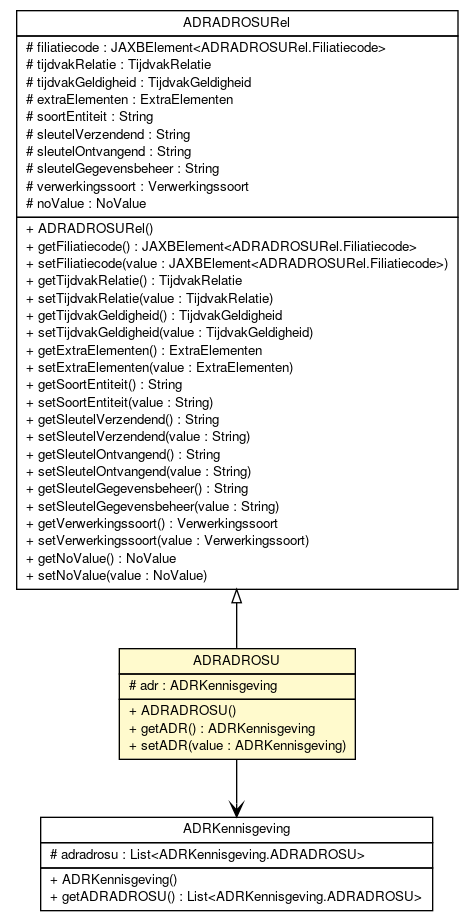 ADRADROSURel
# filiatiecode : JAXBElement<ADRADROSURel.Filiatiecode>
# tijdvakRelatie : TijdvakRelatie
# tijdvakGeldigheid : TijdvakGeldigheid
# extraElementen : ExtraElementen
# soortEntiteit : String
# sleutelVerzendend : String
# sleutelOntvangend : String
# sleutelGegevensbeheer : String
# verwerkingssoort : Verwerkingssoort
# noValue : NoValue
+ ADRADROSURel()
+ getFiliatiecode() : JAXBElement<ADRADROSURel.Filiatiecode>
+ setFiliatiecode(value : JAXBElement<ADRADROSURel.Filiatiecode>)
+ getTijdvakRelatie() : TijdvakRelatie
+ setTijdvakRelatie(value : TijdvakRelatie)
+ getTijdvakGeldigheid() : TijdvakGeldigheid
+ setTijdvakGeldigheid(value : TijdvakGeldigheid)
+ getExtraElementen() : ExtraElementen
+ setExtraElementen(value : ExtraElementen)
+ getSoortEntiteit() : String
+ setSoortEntiteit(value : String)
+ getSleutelVerzendend() : String
+ setSleutelVerzendend(value : String)
+ getSleutelOntvangend() : String
+ setSleutelOntvangend(value : String)
+ getSleutelGegevensbeheer() : String
+ setSleutelGegevensbeheer(value : String)
+ getVerwerkingssoort() : Verwerkingssoort
+ setVerwerkingssoort(value : Verwerkingssoort)
+ getNoValue() : NoValue
+ setNoValue(value : NoValue)
ADRADROSU
# adr : ADRKennisgeving
+ ADRADROSU()
+ getADR() : ADRKennisgeving
+ setADR(value : ADRKennisgeving)
ADRKennisgeving
# adradrosu : List<ADRKennisgeving.ADRADROSU>
+ ADRKennisgeving()
+ getADRADROSU() : List<ADRKennisgeving.ADRADROSU>